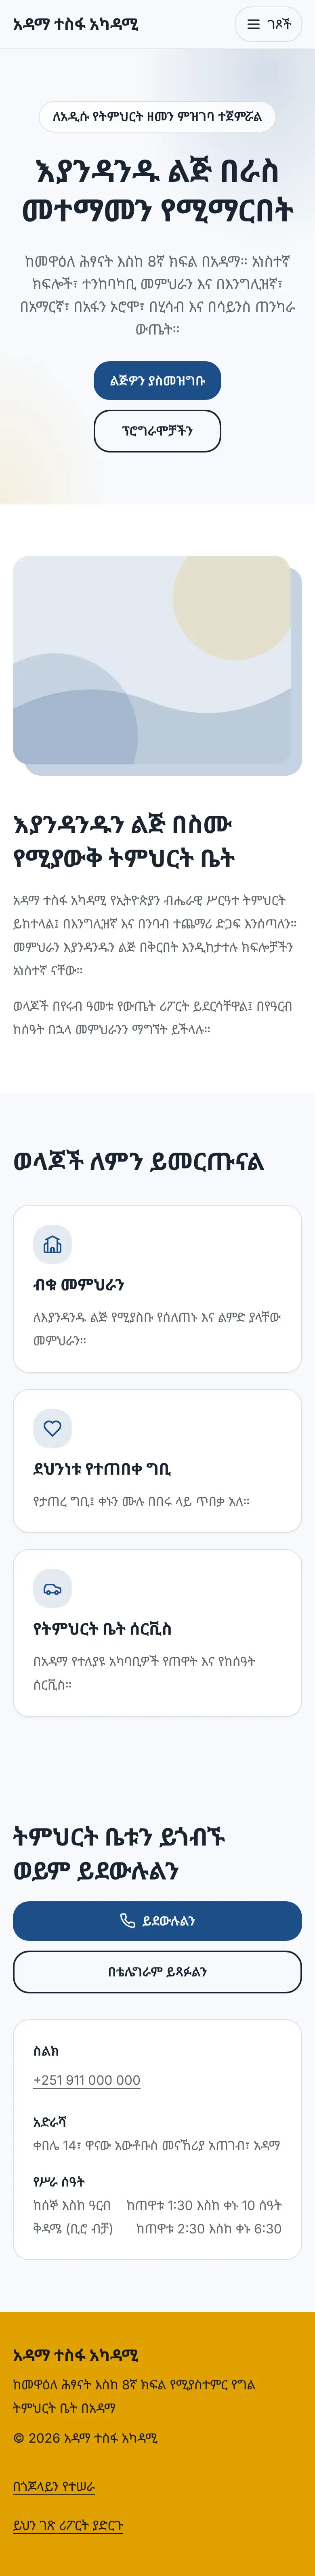 አዳማ ተስፋ አካዳሚ
ገጾች
ለአዲሱ የትምህርት ዘመን ምዝገባ ተጀምሯል
እያንዳንዱ ልጅ በራስ
መተማመን የሚማርበት
ከመዋዕለ ሕፃናት እስከ 8ኛ ክፍል በአዳማ። አነስተኛ
ክፍሎች፣ ተንከባካቢ መምህራን እና በእንግሊዝኛ፣
በአማርኛ፣ በአፋን ኦሮሞ፣ በሂሳብ እና በሳይንስ ጠንካራ
ውጤት።
ልጅዎን ያስመዝግቡ
ፕሮግራሞቻችን
እያንዳንዱን ልጅ በስሙ
የሚያውቅ ትምህርት ቤት
አዳማ ተስፋ አካዳሚ የኢትዮጵያን ብሔራዊ ሥርዓተ ትምህርት
ይከተላል፤ በእንግሊዝኛ እና በንባብ ተጨማሪ ድጋፍ እንሰጣለን።
መምህራን እያንዳንዱን ልጅ በቅርበት እንዲከታተሉ ክፍሎቻችን
አነስተኛ ናቸው።
ወላጆች በየሩብ ዓመቱ የውጤት ሪፖርት ይደርሳቸዋል፤ በየዓርብ
ከሰዓት በኋላ መምህራንን ማግኘት ይችላሉ።
ወላጆች ለምን ይመርጡናል
ብቁ መምህራን
ለእያንዳንዱ ልጅ የሚያስቡ የሰለጠኑ እና ልምድ ያላቸው
መምህራን።
ደህንነቱ የተጠበቀ ግቢ
የታጠረ ግቢ፤ ቀኑን ሙሉ በበሩ ላይ ጥበቃ አለ።
የትምህርት ቤት ሰርቪስ
በአዳማ የተለያዩ አካባቢዎች የጠዋት እና የከሰዓት
ሰርቪስ።
ትምህርት ቤቱን ይጎብኙ
ወይም ይደውሉልን
ይደውሉልን
በቴሌግራም ይጻፉልን
ስልክ
+251 911 000 000
አድራሻ
ቀበሌ 14፣ ዋናው አውቶቡስ መናኸሪያ አጠገብ፣ አዳማ
የሥራ ሰዓት
ከሰኞ እስከ ዓርብ ከጠዋቱ 1:30 እስከ ቀኑ 10 ሰዓት
ቅዳሜ (ቢሮ ብቻ) ከጠዋቱ 2:30 እስከ ቀኑ 6:30
አዳማ ተስፋ አካዳሚ
ከመዋዕለ ሕፃናት እስከ 8ኛ ክፍል የሚያስተምር የግል
ትምህርት ቤት በአዳማ
© 2026 አዳማ ተስፋ አካዳሚ
በጎጆላይን የተሠራ
ይህን ገጽ ሪፖርት ያድርጉ